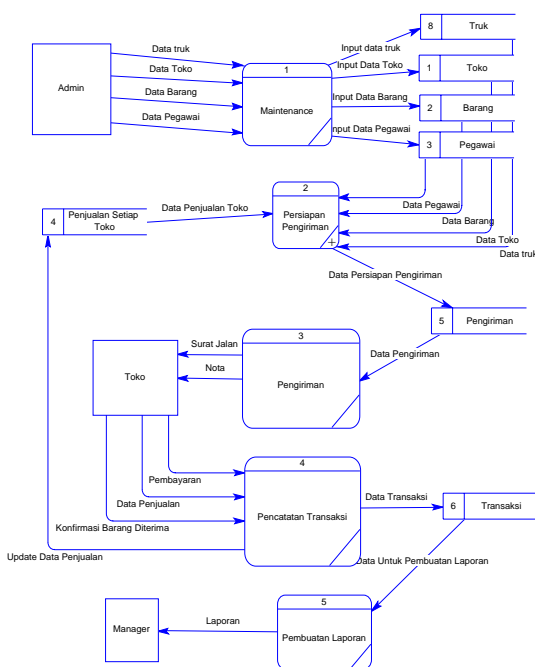 8 Truk
Data truk
Input data truk
Admin
Data Toko
1
Input Data Toko
1 Toko
Data Barang
Maintenance
Input Data Barang
2 Barang
Data Pegawai
nput Data Pegawai
3 Pegawai
2
4
Penjualan Setiap
Toko
Data Penjualan Toko
Persiapan
Pengiriman
+
Data Pegawai
Data Barang
Data Toko
Data truk
Data Persiapan Pengiriman
5 Pengiriman
3
Surat Jalan
Data Pengiriman
Toko
Nota
Pengiriman
4
Pembayaran
Data Penjualan
Pencatatan Transaksi
Data Transaksi
6 Transaksi
Konfirmasi Barang Diterima
Update Data Penjualan
Data Untuk Pembuatan Laporan
5
Manager
Laporan
Pembuatan Laporan